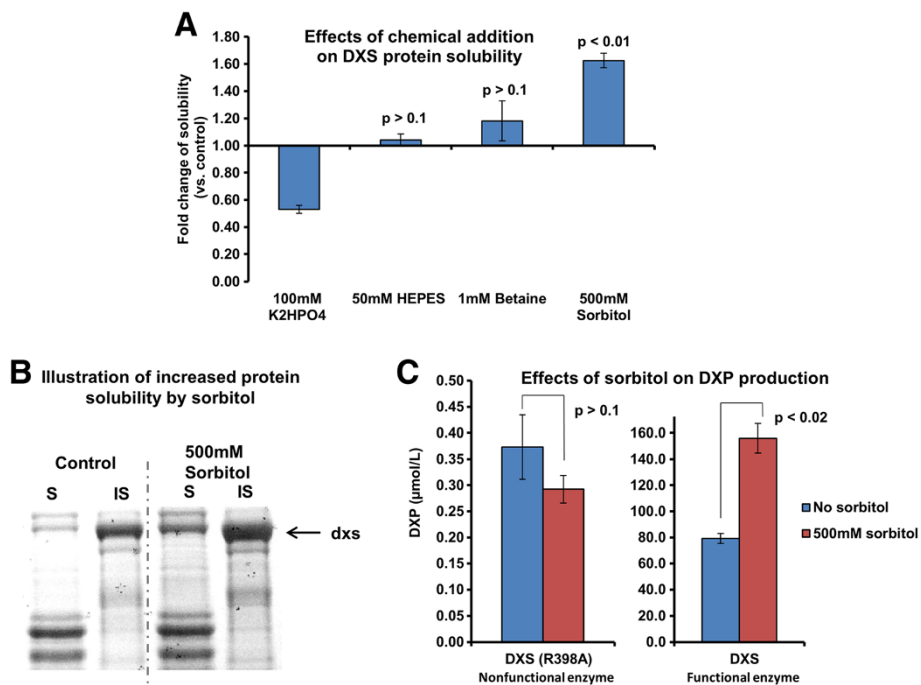 A
Effects of chemical addition
on DXS protein solubility
Fold change of solubility
(vs. control)
1.80
1.60
1.40
1.20
1.00
0.80
0.60
0.40
0.20
0.00
p > 0.1
p > 0.1
p < 0.01
100mM
K2HPO4
50mM HEPES
1mM Betaine
500mM
Sorbitol
B
Illustration of increased protein
solubility by sorbitol
Control
500mM
Sorbitol
S
IS
S
IS
dxs
C
Effects of sorbitol on DXP production
DXP (µmol/L)
0.50
0.45
0.40
0.35
0.30
0.25
0.20
0.15
0.10
0.05
0.00
p > 0.1
DXS (R398A)
Nonfunctional enzyme
160.0
140.0
120.0
100.0
80.0
60.0
40.0
20.0
0.0
p < 0.02
DXS
Functional enzyme
No sorbitol
500mM sorbitol